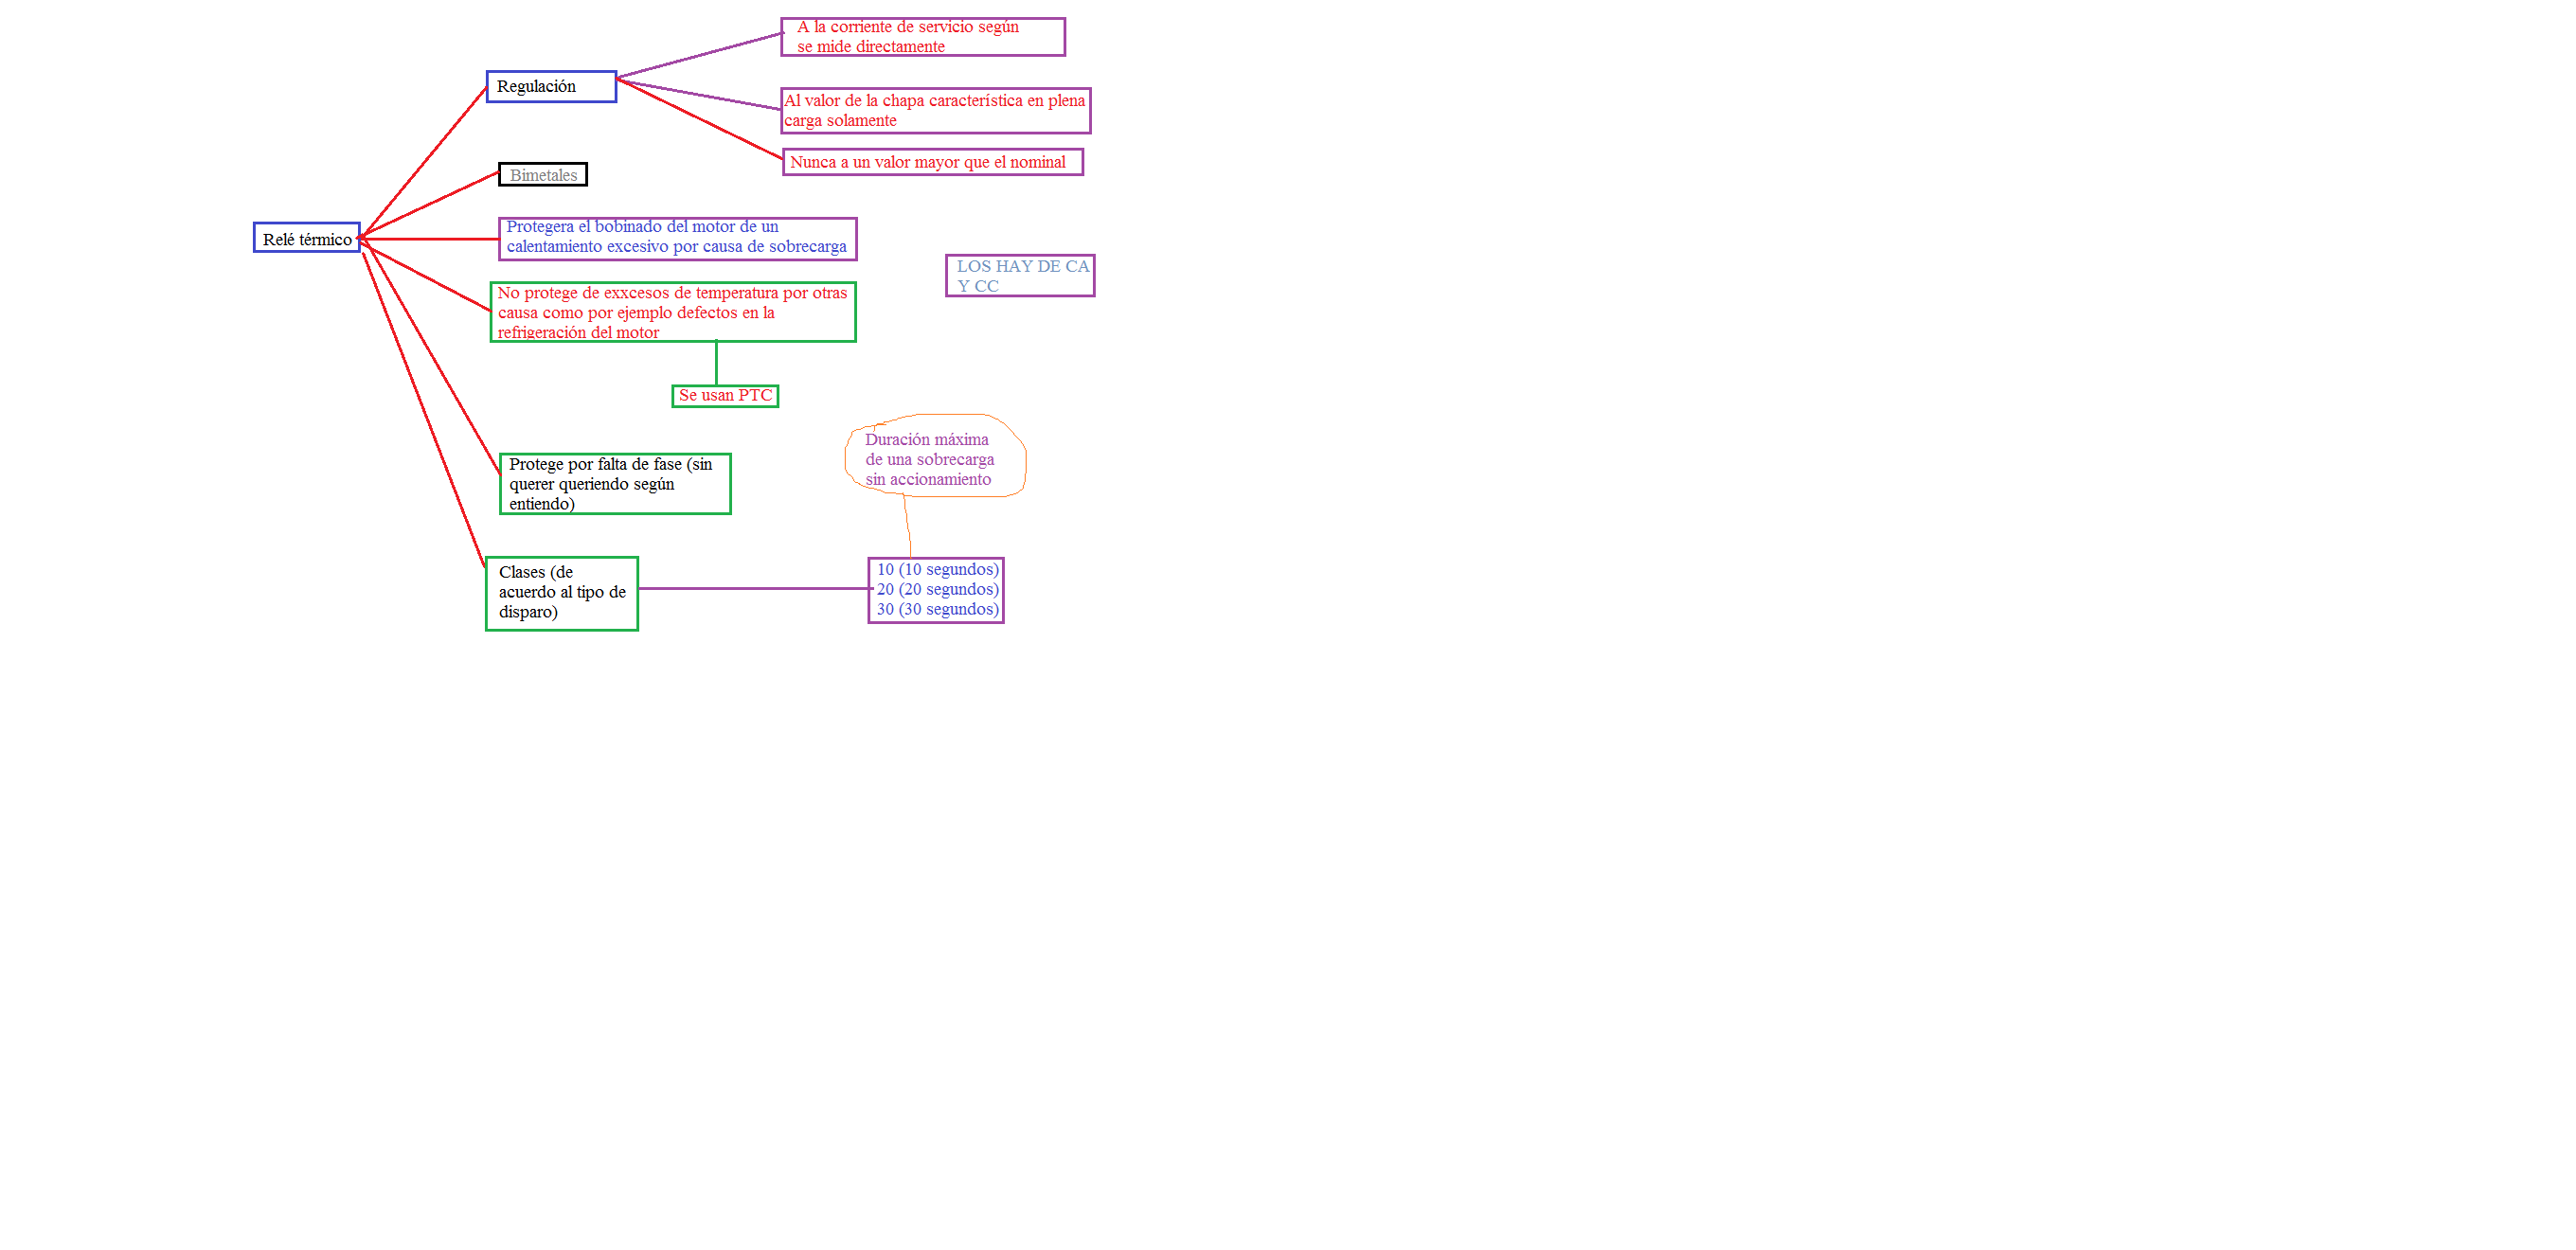 A la corriente de servicio según
se mide directamente
Regulación
Al valor de la chapa característica en plena
carga solamente
Nunca a un valor mayor que el nominal
Bimetales
Relé térmico
Protegera el bobinado del motor de un
calentamiento excesivo por causa de sobrecarga
LOS HAY DE CA
Y CC
No protege de exxcesos de temperatura por otras
causa como por ejemplo defectos en la
refrigeración del motor
Se usan PTC
Duración máxima
de una sobrecarga
sin accionamiento
Protege por falta de fase (sin
querer queriendo según
entiendo)
Clases (de
acuerdo al tipo de
disparo)
10 (10 segundos)
20 (20 segundos)
30 (30 segundos)